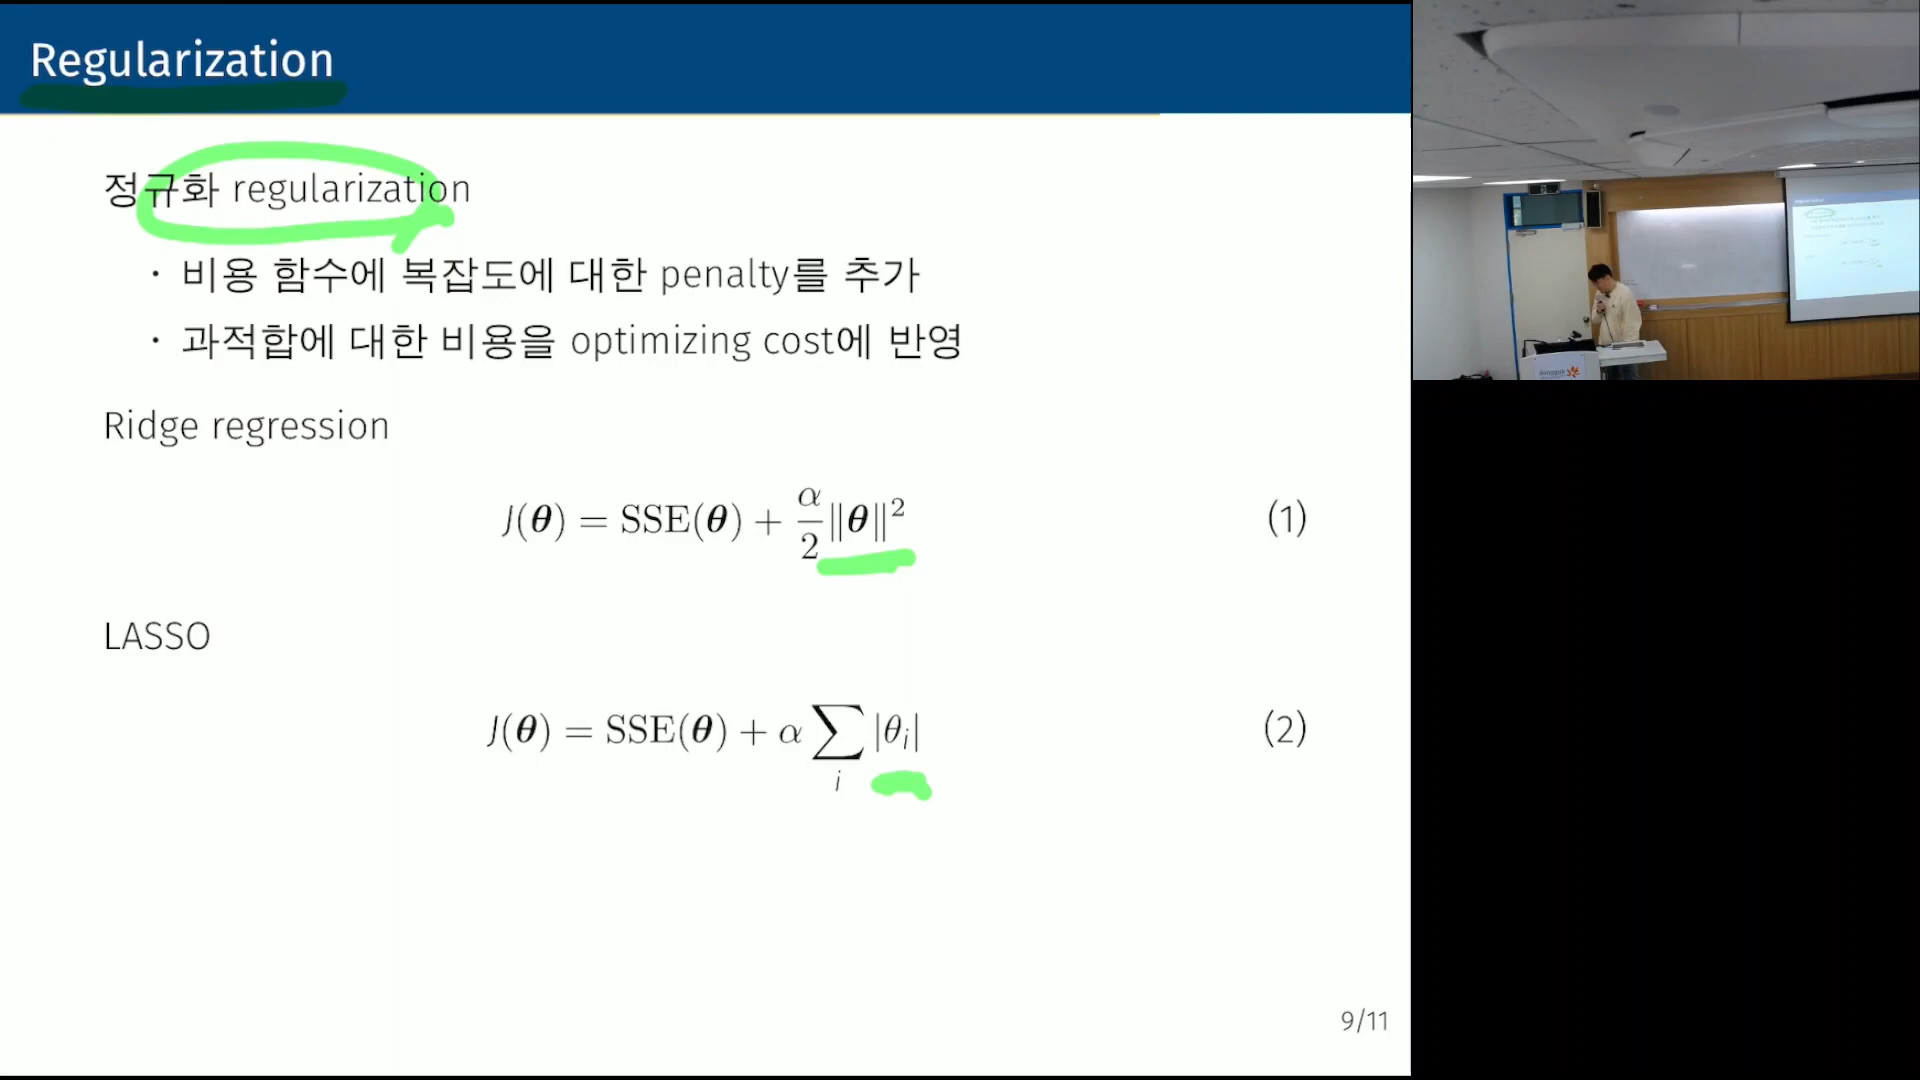 Regularization
정규화 regularization
· 비용 함수에 복잡도에 대한 penalty를 추가
· 과적합에 대한 비용을 optimizing cost에 반영
Ridge regression
J(θ) = SSE(θ) + α/2 ‖θ‖² (1)
LASSO
J(θ) = SSE(θ) + α ∑_i |θ_i| (2)
9/11